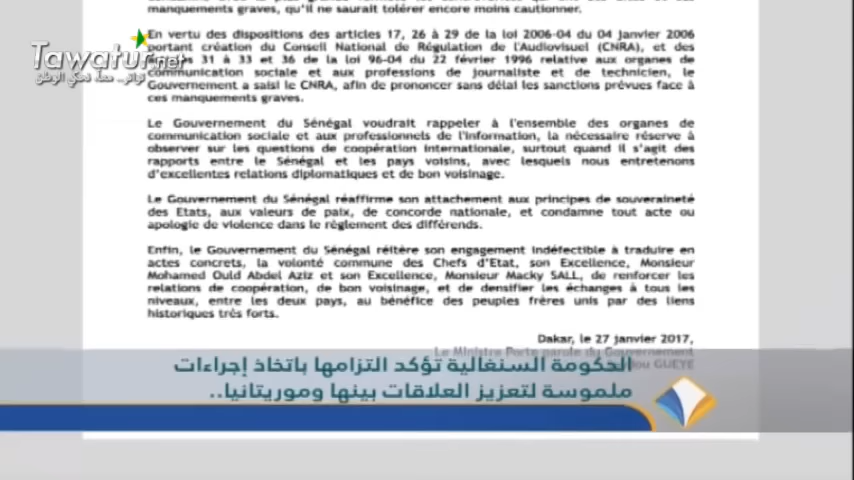 manquements graves, qu'il ne saurait tolérer encore moins cautionner.
En vertu des dispositions des articles 17, 26 à 29 de la loi 2006-04 du 04 janvier 2006
portant création du Conseil National de Régulation de l'Audiovisuel (CNRA), et des
31 à 33 et 36 de la loi 96-04 du 22 février 1996 relative aux organes de
communication sociale et aux professions de journaliste et de technicien, le
Gouvernement a saisi le CNRA, afin de prononcer sans délai les sanctions prévues face à
ces manquements graves.
Le Gouvernement du Sénégal voudrait rappeler à l'ensemble des organes de
communication sociale et aux professionnels de l'information, la nécessaire réserve à
observer sur les questions de coopération internationale, surtout quand il s'agit des
rapports entre le Sénégal et les pays voisins, avec lesquels nous entretenons
d'excellentes relations diplomatiques et de bon voisinage.
Le Gouvernement du Sénégal réaffirme son attachement aux principes de souveraineté
des Etats, aux valeurs de paix, de concorde nationale, et condamne tout acte ou
apologie de violence dans le règlement des différends.
Enfin, le Gouvernement du Sénégal réitère son engagement indéfectible à traduire en
actes concrets, la volonté commune des Chefs d'Etat, son Excellence, Monsieur
Mohamed Ould Abdel Aziz et son Excellence, Monsieur Macky SALL, de renforcer les
relations de coopération, de bon voisinage, et de densifier les échanges à tous les
niveaux, entre les deux pays, au bénéfice des peuples frères unis par des liens
historiques très forts.
Dakar, le 27 janvier 2017,
Le Ministre Porte parole du Gouvernement
GUEYE
الحكومة السنغالية تؤكد التزامها باتخاذ إجراءات
ملموسة لتعزيز العلاقات بينها وموريتانيا..
Tawatur.net